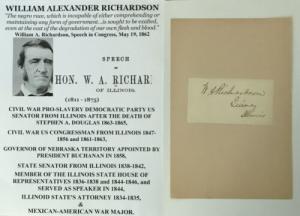 WILLIAM ALEXANDER RICHARDSON
"The negro race, which is incapable of either comprehending or
maintaining any form of government. ..is sought to be exalted,
even at the cost of the degradation of our own flesh and blood."
William A. Richardson, Speech in Congress, May 19, 1862
SPEECH
OF
HON. W. A. RICHAR
OF ILLINOIS.
(1811 - 1875)
CIVIL WAR PRO-SLAVERY DEMOCRATIC PARTY US
SENATOR FROM ILLINOIS AFTER THE DEATH OF
STEPHEN A. DOUGLAS 1863-1865,
CIVIL WAR US CONGRESSMAN FROM ILLINOIS 1847-
1856 AND 1861-1863,
GOVERNOR OF NEBRASKA TERRITORY APPOINTED
BY PRESIDENT BUCHANAN IN 1858,
STATE SENATOR FROM ILLINOIS 1838-1842,
MEMBER OF THE ILLINOIS STATE HOUSE OF
REPRESENTATIVES 1836-1838 AND 1844-1846, AND
SERVED AS SPEAKER IN 1844,
ILLINOID STATE'S ATTORNEY 1834-1835,
&
MEXICAN-AMERICAN WAR MAJOR.
W A Richardson
Quincy
Illinois